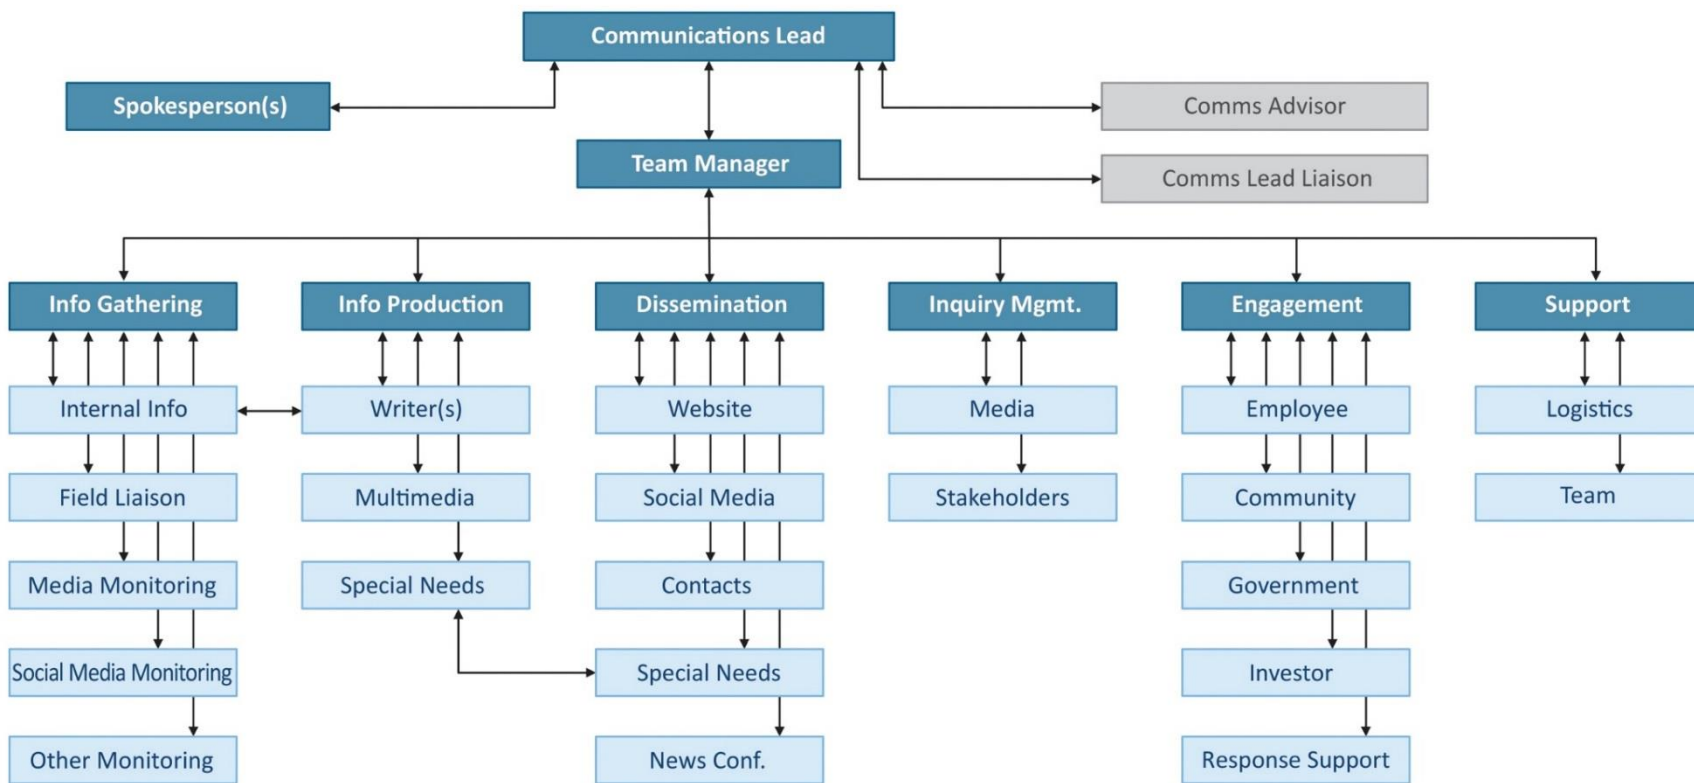 Communications Lead
Spokesperson(s)
Comms Advisor
Team Manager
Comms Lead Liaison
Info Gathering
Info Production
Dissemination
Inquiry Mgmt.
Engagement
Support
Internal Info
Writer(s)
Website
Media
Employee
Logistics
Field Liaison
Multimedia
Social Media
Stakeholders
Community
Team
Media Monitoring
Special Needs
Contacts
Government
Social Media Monitoring
Special Needs
Investor
Other Monitoring
News Conf.
Response Support